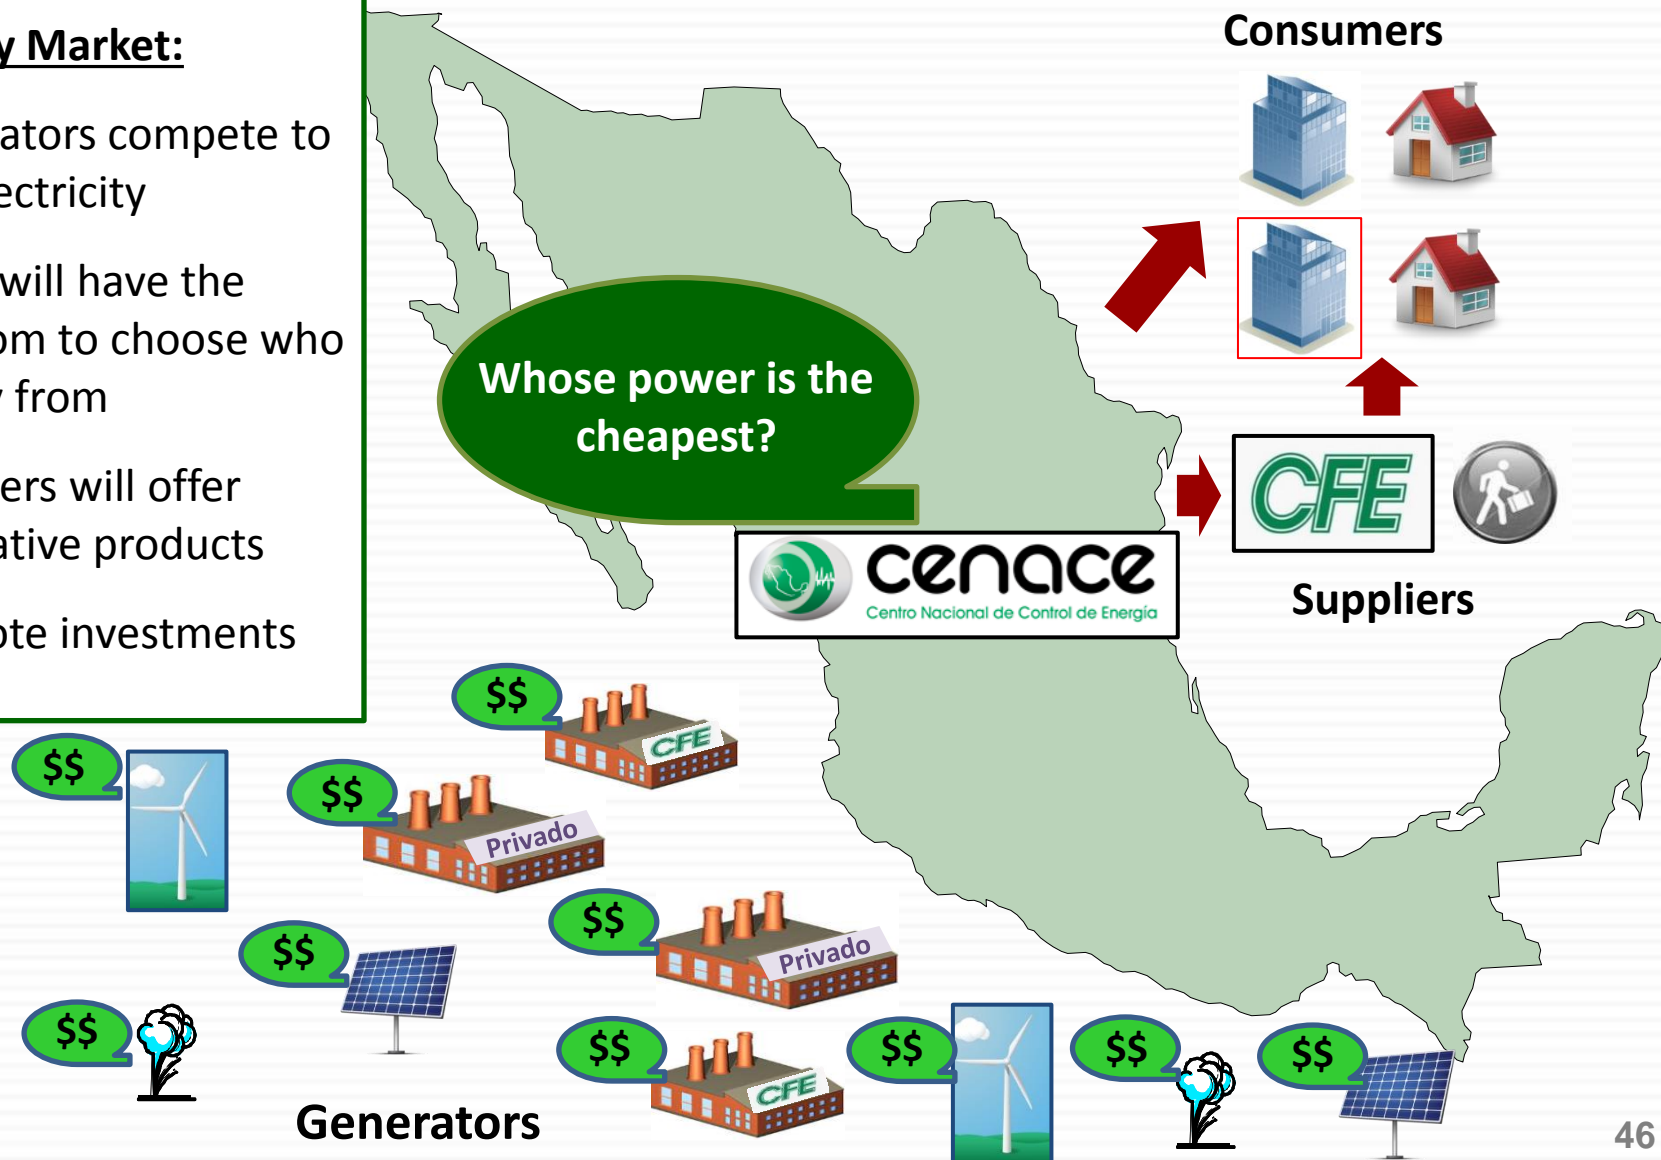 y Market:
ators compete to
ectricity
will have the
om to choose who
y from
ers will offer
ative products
ote investments
Consumers
Whose power is the
cheapest?
CFE
cenace
Centro Nacional de Control de Energía
Suppliers
$$
CFE
$$
$$
Privado
$$
Privado
$$
$$
$$
CFE
$$
$$
$$
Generators
46